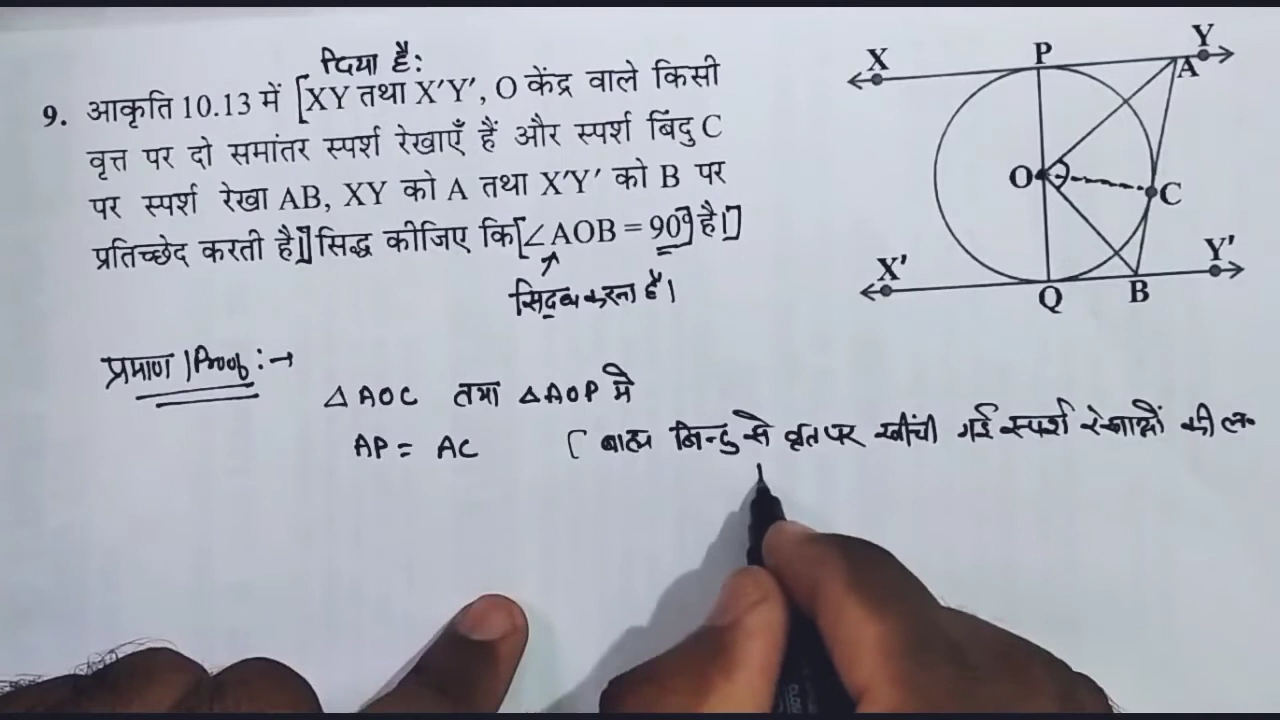 दिया है:
9. आकृति 10.13 में [XY तथा X′Y′, O केंद्र वाले किसी
वृत्त पर दो समांतर स्पर्श रेखाएँ हैं और स्पर्श बिंदु C
पर स्पर्श रेखा AB, XY को A तथा X′Y′ को B पर
प्रतिच्छेद करती है।] सिद्ध कीजिए कि [∠AOB = 90°] है।]
सिद्ध करना है।
प्रमाण / Proof :→
△AOC तथा △AOP में
AP = AC [ बाह्य बिन्दु से वृत पर खींची गई स्पर्श रेखाओं की ल
X P Y
A
O C
X′ Q B Y′